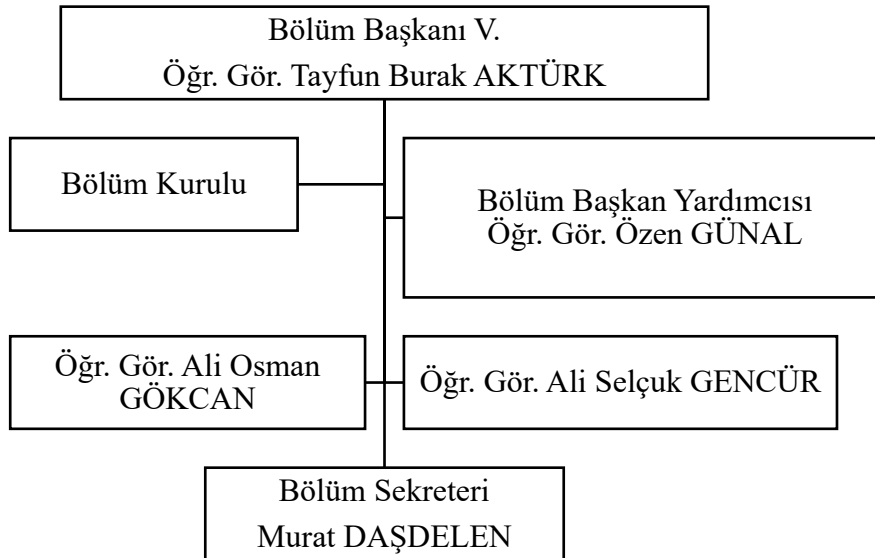 Bölüm Başkanı V.
Öğr. Gör. Tayfun Burak AKTÜRK
Bölüm Kurulu
Bölüm Başkan Yardımcısı
Öğr. Gör. Özen GÜNAL
Öğr. Gör. Ali Osman
GÖKCAN
Öğr. Gör. Ali Selçuk GENCÜR
Bölüm Sekreteri
Murat DAŞDELEN